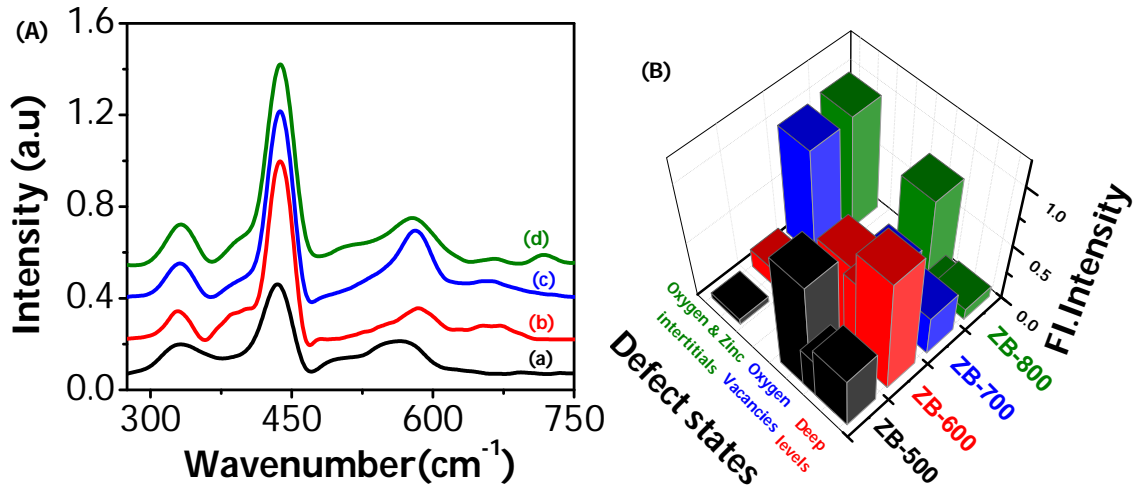 (A)
1.6
1.2
0.8
0.4
0.0
Intensity (a.u)
300
450
600
750
Wavenumber(cm-1)
(d)
(c)
(b)
(a)
(B)
1.0
0.5
0.0
Fl.Intensity
Oxygen & Zinc
intertitials
Oxygen
Vacancies
Deep
levels
Defect states
ZB-500
ZB-600
ZB-700
ZB-800